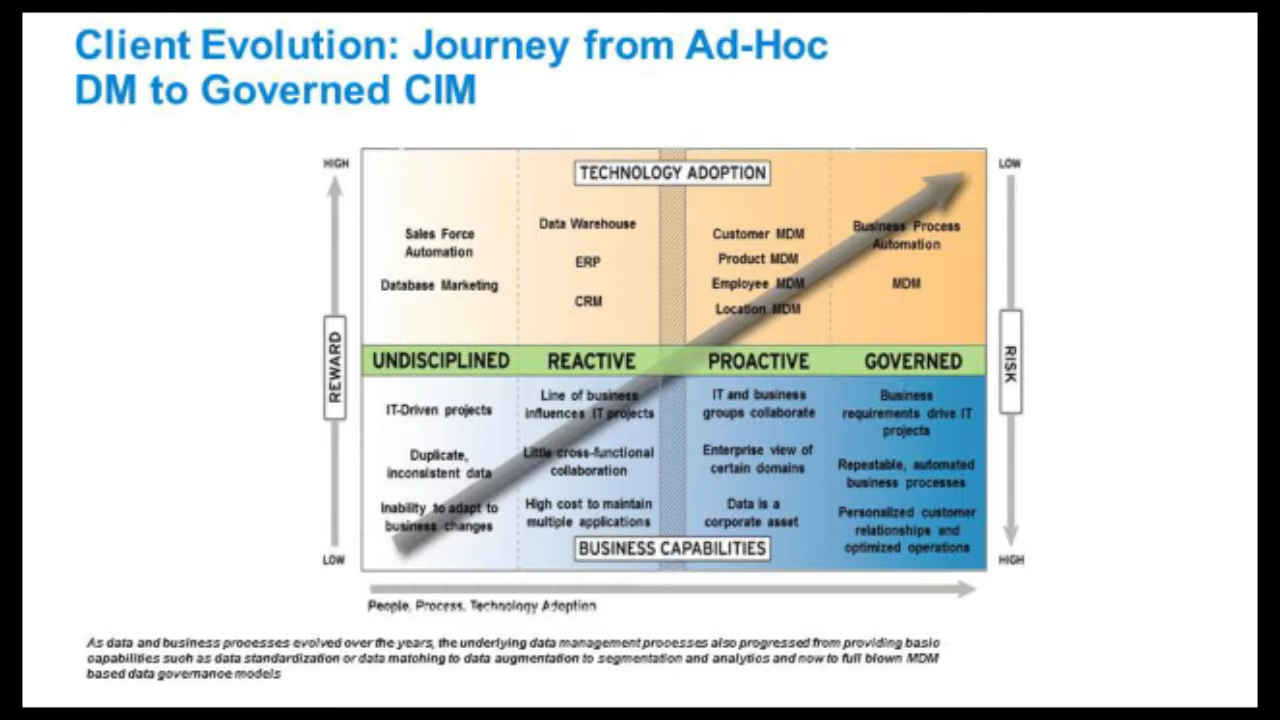 Client Evolution: Journey from Ad-Hoc
DM to Governed CIM
HIGH
LOW
TECHNOLOGY ADOPTION
Sales Force
Automation
Database Marketing
Data Warehouse
ERP
CRM
Customer MDM
Product MDM
Employee MDM
Location MDM
Business Process
Automation
MDM
REWARD
RISK
UNDISCIPLINED
REACTIVE
PROACTIVE
GOVERNED
IT-Driven projects
Duplicate,
inconsistent data
Inability to adapt to
business changes
Line of business
influences IT projects
Little cross-functional
collaboration
High cost to maintain
multiple applications
IT and business
groups collaborate
Enterprise view of
certain domains
Data is a
corporate asset
Business
requirements drive IT
projects
Repeatable, automated
business processes
Personalized customer
relationships and
optimized operations
BUSINESS CAPABILITIES
LOW
HIGH
People, Process, Technology Adoption
As data and business processes evolved over the years, the underlying data management processes also progressed from providing basic
capabilities such as data standardization or data matching to data augmentation to segmentation and analytics and now to full blown MDM
based data governance models